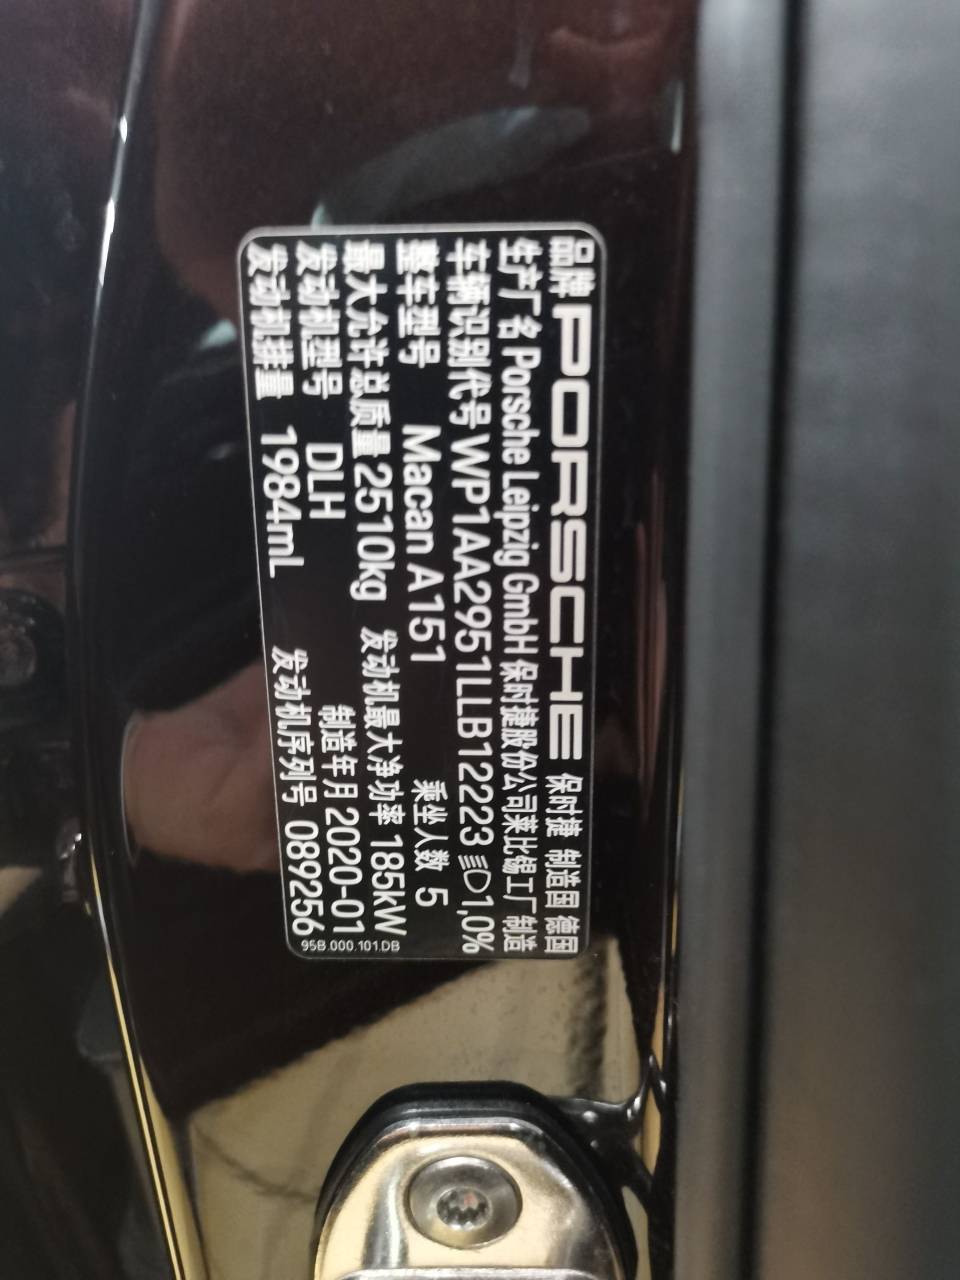 品牌 PORSCHE 保时捷 制造国 德国
生产厂名 Porsche Leipzig GmbH 保时捷股份公司莱比锡工厂 制造
车辆识别代号 WP1AA2951LLB12223 1,0%
整车型号 Macan A151 乘坐人数 5
最大允许总质量 2510kg 发动机最大净功率 185kW
发动机型号 DLH 制造年月 2020-01
发动机排量 1984mL 发动机序列号 089256
95B.000.101.DB